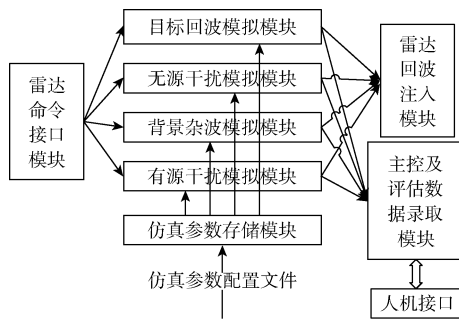 目标回波模拟模块
无源干扰模拟模块
背景杂波模拟模块
有源干扰模拟模块
仿真参数存储模块
仿真参数配置文件
雷达
命令
接口
模块
雷达
回波
注入
模块
主控及
评估数
据录取
模块
人机接口